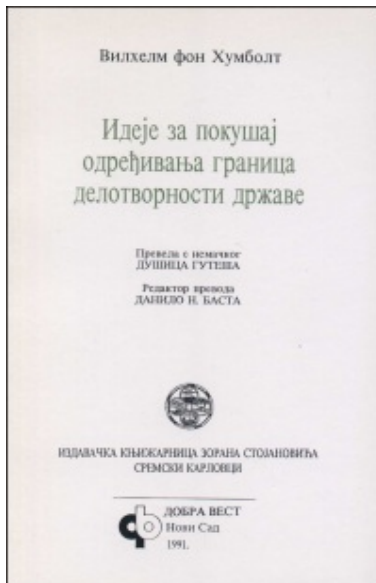 Вилхелм фон Хумболт
Идеје за покушај
одређивања граница
делотворности државе
Превела с немачког
ДУШИЦА ГУТЕША
Редактор превода
ДАНИЛО Н. БАСТА
ИЗДАВАЧКА КЊИЖАРНИЦА ЗОРАНА СТОЈАНОВИЋА
СРЕМСКИ КАРЛОВЦИ
ДОБРА ВЕСТ
Нови Сад
1991.